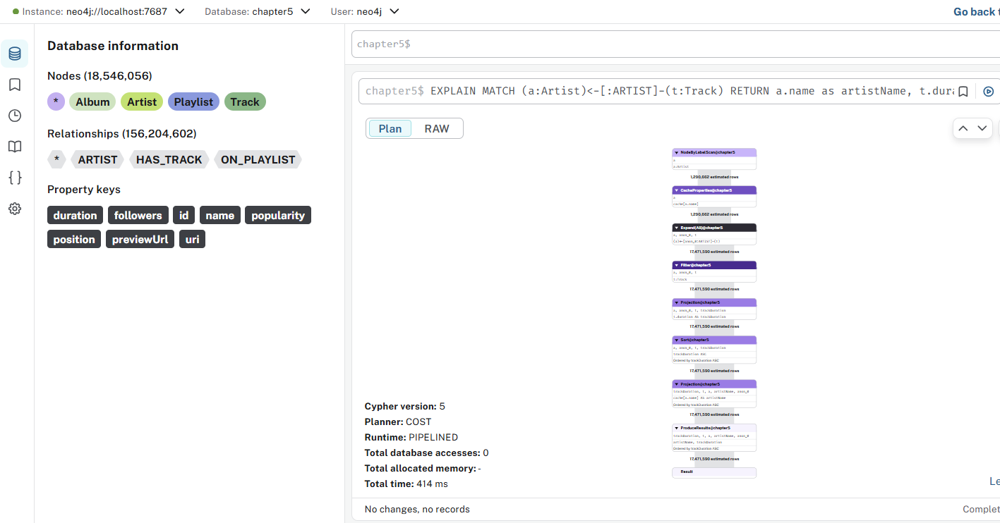 Instance: neo4j://localhost:7687
Database: chapter5
User: neo4j
Go back t
Database information
Nodes (18,546,056)
* Album Artist Playlist Track
Relationships (156,204,602)
* ARTIST HAS_TRACK ON_PLAYLIST
Property keys
duration followers id name popularity
position previewUrl uri
chapter5$
chapter5$ EXPLAIN MATCH (a:Artist)<-[:ARTIST]-(t:Track) RETURN a.name as artistName, t.dura
Plan RAW
NodeByLabelScan@chapter5
a
a:Artist
1,290,662 estimated rows
CacheProperties@chapter5
a
cache[a.name]
1,290,662 estimated rows
Expand(All)@chapter5
a, anon_0, t
(a)<-[anon_0:ARTIST]-(t)
17,471,590 estimated rows
Filter@chapter5
a, anon_0, t
t:Track
17,471,590 estimated rows
Projection@chapter5
a, anon_0, t, trackDuration
t.duration AS trackDuration
17,471,590 estimated rows
Sort@chapter5
a, anon_0, t, trackDuration
trackDuration ASC
Ordered by trackDuration ASC
17,471,590 estimated rows
Projection@chapter5
trackDuration, t, a, artistName, anon_0
cache[a.name] AS artistName
Ordered by trackDuration ASC
17,471,590 estimated rows
ProduceResults@chapter5
trackDuration, t, a, artistName, anon_0
artistName, trackDuration
Ordered by trackDuration ASC
17,471,590 estimated rows
Result
Cypher version: 5
Planner: COST
Runtime: PIPELINED
Total database accesses: 0
Total allocated memory: -
Total time: 414 ms
Le
No changes, no records
Complet